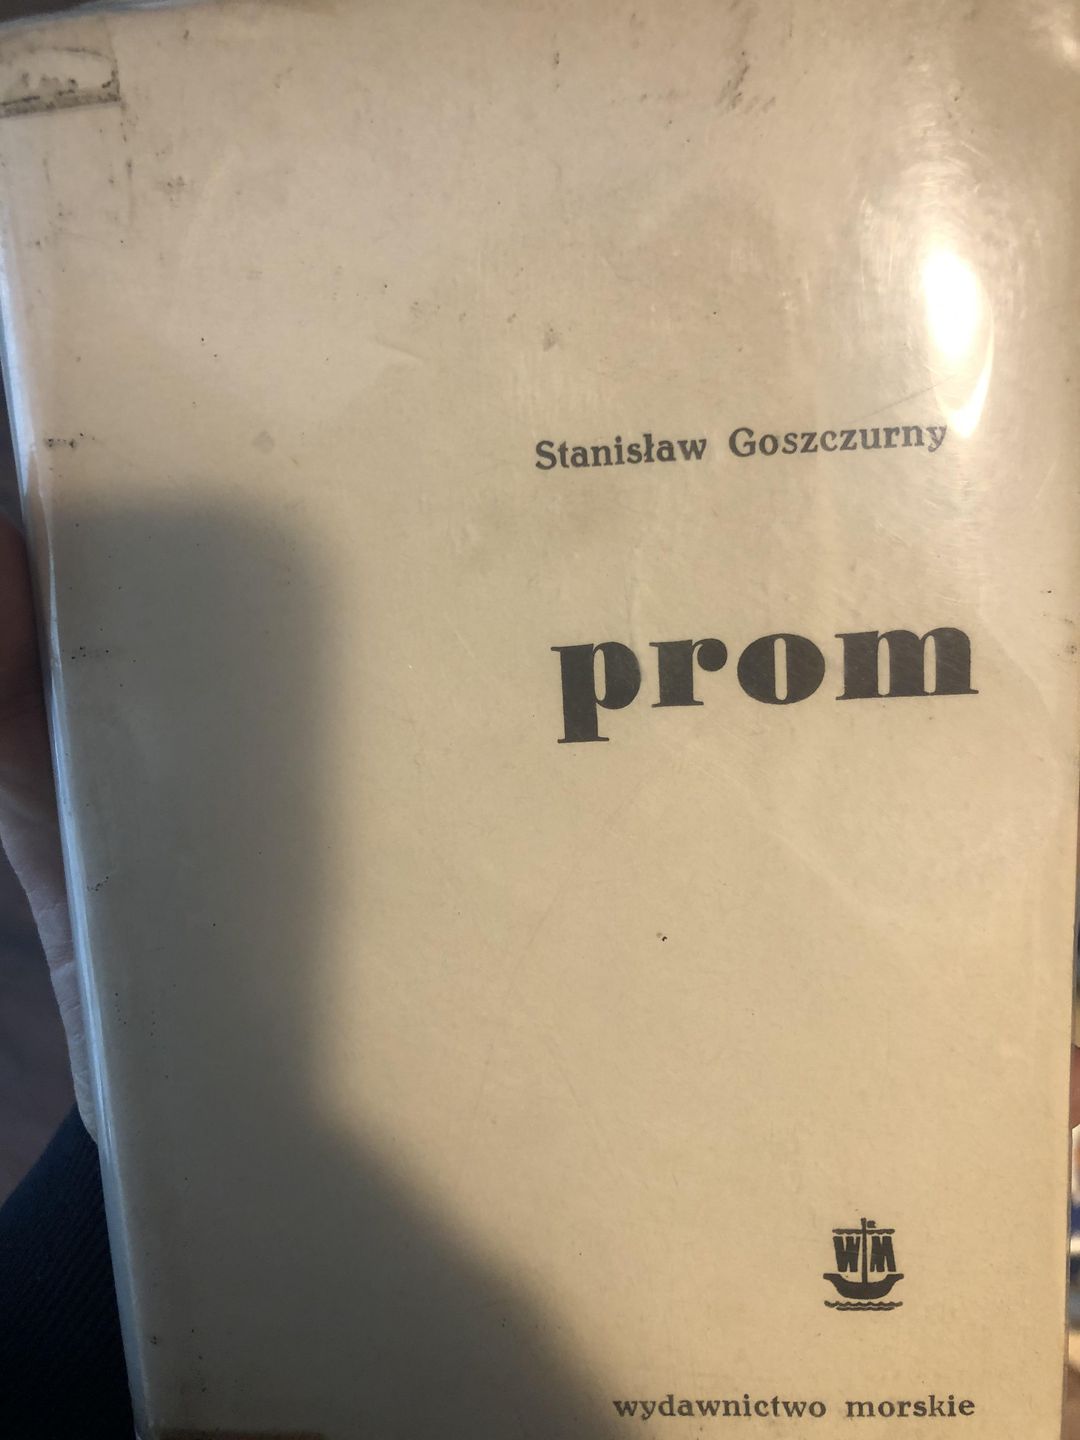 Stanisław Goszczurny
prom
WM
wydawnictwo morskie